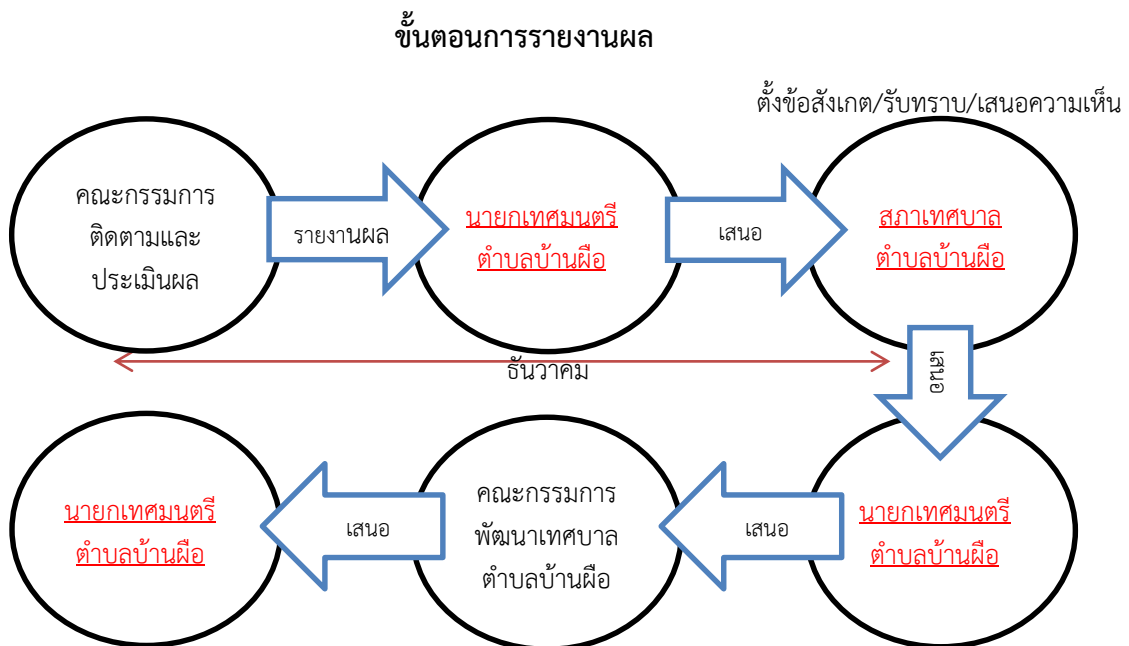 ขั้นตอนการรายงานผล
ตั้งข้อสังเกต/รับทราบ/เสนอความเห็น
คณะกรรมการ
ติดตามและ
ประเมินผล
รายงานผล
นายกเทศมนตรี
ตำบลบ้านผือ
เสนอ
สภาเทศบาล
ตำบลบ้านผือ
ธันวาคม
เสนอ
นายกเทศมนตรี
ตำบลบ้านผือ
เสนอ
คณะกรรมการ
พัฒนาเทศบาล
ตำบลบ้านผือ
เสนอ
นายกเทศมนตรี
ตำบลบ้านผือ